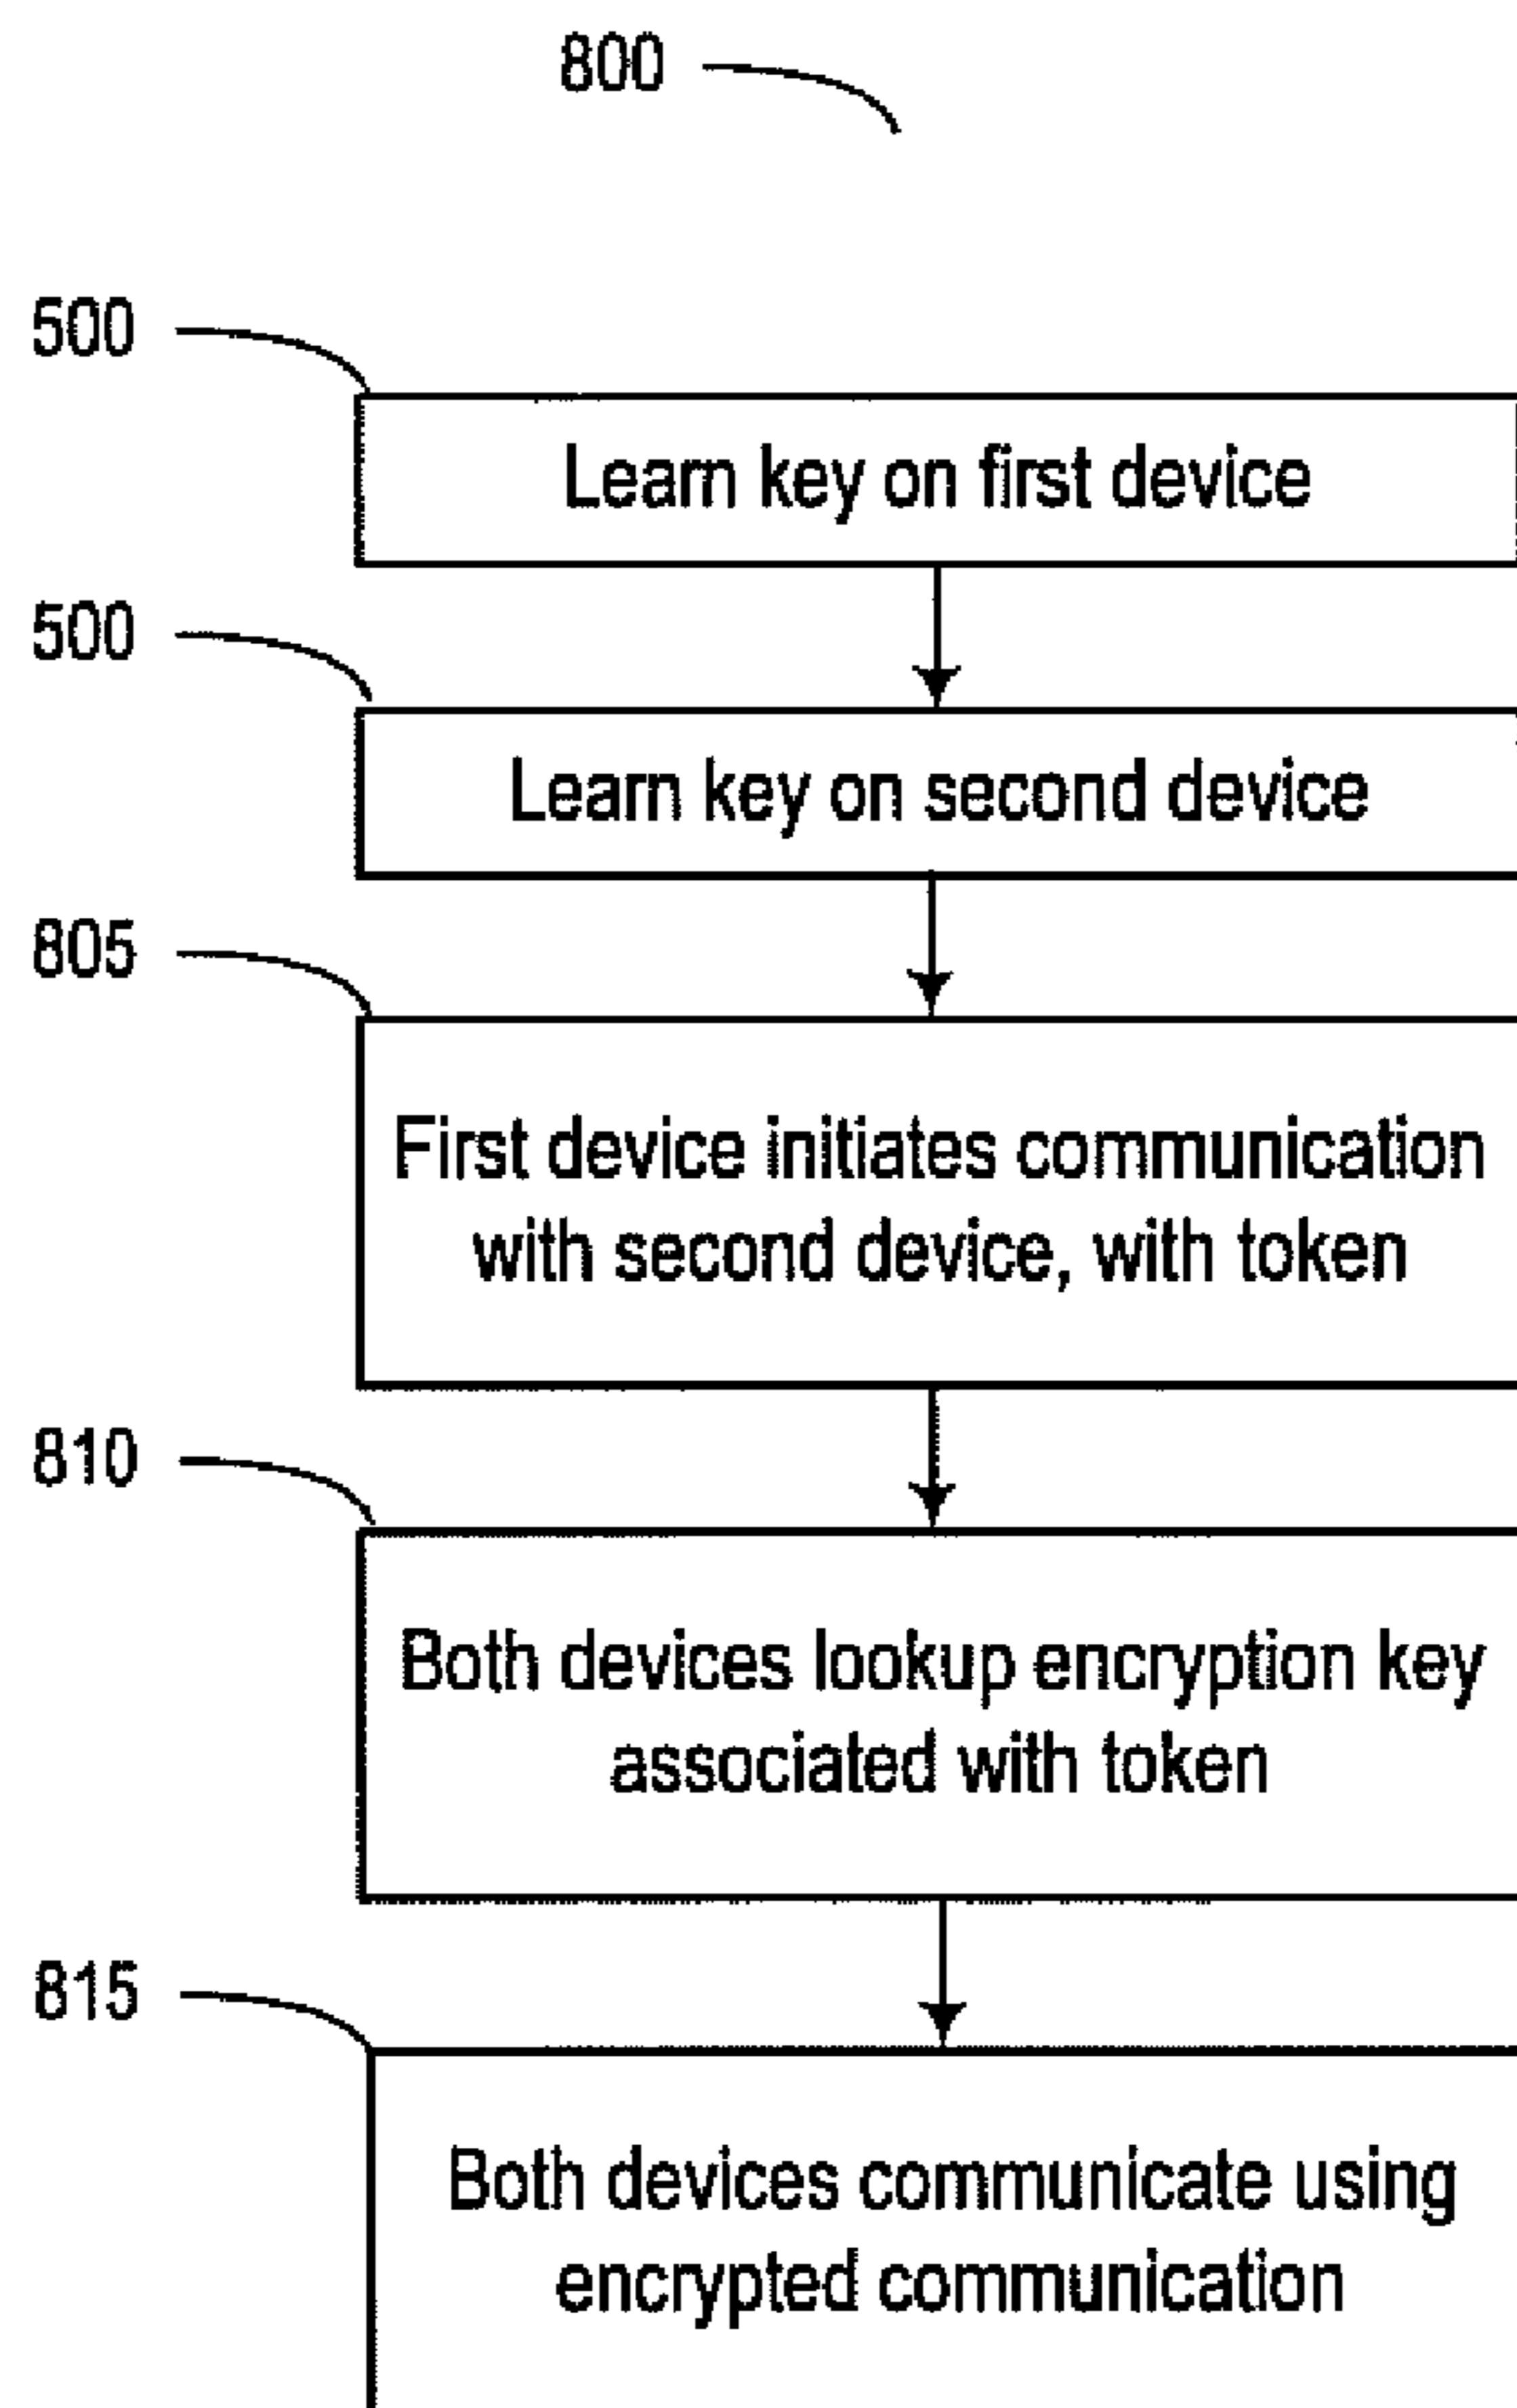 800
500
Learn key on first device
500
Learn key on second device
805
First device initiates communication
with second device, with token
810
Both devices lookup encryption key
associated with token
815
Both devices communicate using
encrypted communication